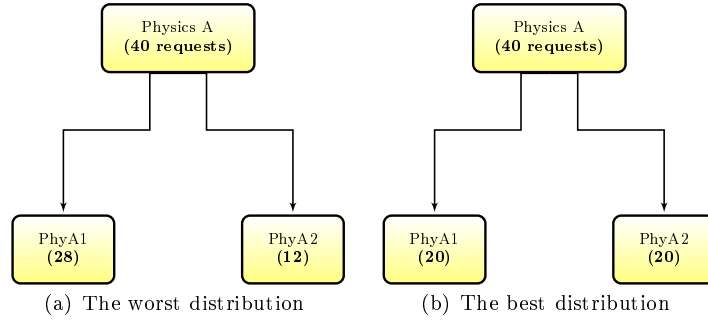 Physics A
(40 requests)
PhyA1
(28)
PhyA2
(12)
(a) The worst distribution
Physics A
(40 requests)
PhyA1
(20)
PhyA2
(20)
(b) The best distribution